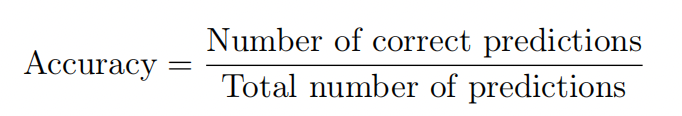 Accuracy = Number of correct predictions
Total number of predictions